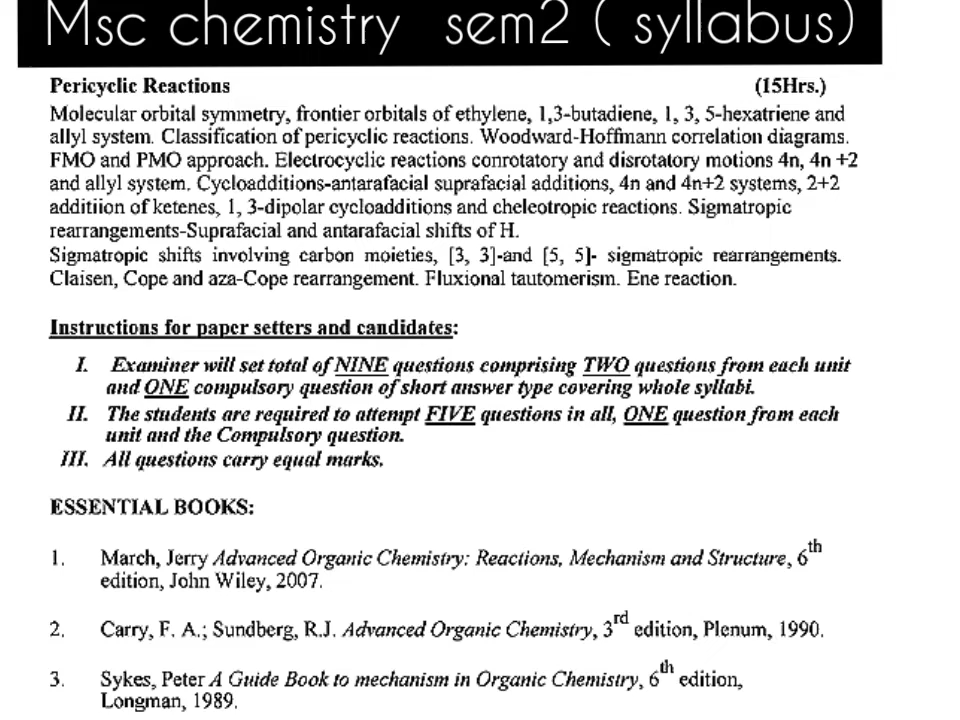 Msc chemistry sem2 ( syllabus)
Pericyclic Reactions (15Hrs.)
Molecular orbital symmetry, frontier orbitals of ethylene, 1,3-butadiene, 1, 3, 5-hexatriene and
allyl system. Classification of pericyclic reactions. Woodward-Hoffmann correlation diagrams.
FMO and PMO approach. Electrocyclic reactions conrotatory and disrotatory motions 4n, 4n +2
and allyl system. Cycloadditions-antarafacial suprafacial additions, 4n and 4n+2 systems, 2+2
additiion of ketenes, 1, 3-dipolar cycloadditions and cheleotropic reactions. Sigmatropic
rearrangements-Suprafacial and antarafacial shifts of H.
Sigmatropic shifts involving carbon moieties, [3, 3]-and [5, 5]- sigmatropic rearrangements.
Claisen, Cope and aza-Cope rearrangement. Fluxional tautomerism. Ene reaction.
Instructions for paper setters and candidates:
I. Examiner will set total of NINE questions comprising TWO questions from each unit
and ONE compulsory question of short answer type covering whole syllabi.
II. The students are required to attempt FIVE questions in all, ONE question from each
unit and the Compulsory question.
III. All questions carry equal marks.
ESSENTIAL BOOKS:
1. March, Jerry Advanced Organic Chemistry: Reactions, Mechanism and Structure, 6th
edition, John Wiley, 2007.
2. Carry, F. A.; Sundberg, R.J. Advanced Organic Chemistry, 3rd edition, Plenum, 1990.
3. Sykes, Peter A Guide Book to mechanism in Organic Chemistry, 6th edition,
Longman, 1989.